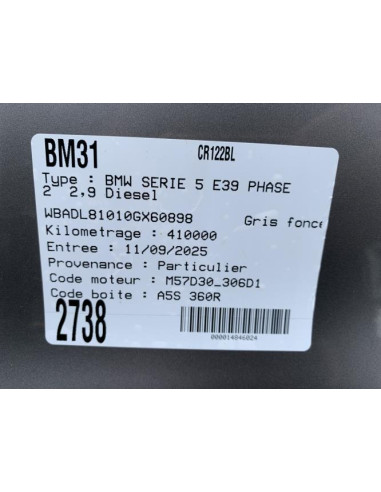 BM31 CR122BL
Type : BMW SERIE 5 E39 PHASE
2 2,9 Diesel
WBADL81010GX60898 Gris fonce
Kilometrage : 410000
Entree : 11/09/2025
Provenance : Particulier
Code moteur : M57D30_306D1
Code boite : A5S 360R
2738
000014846824